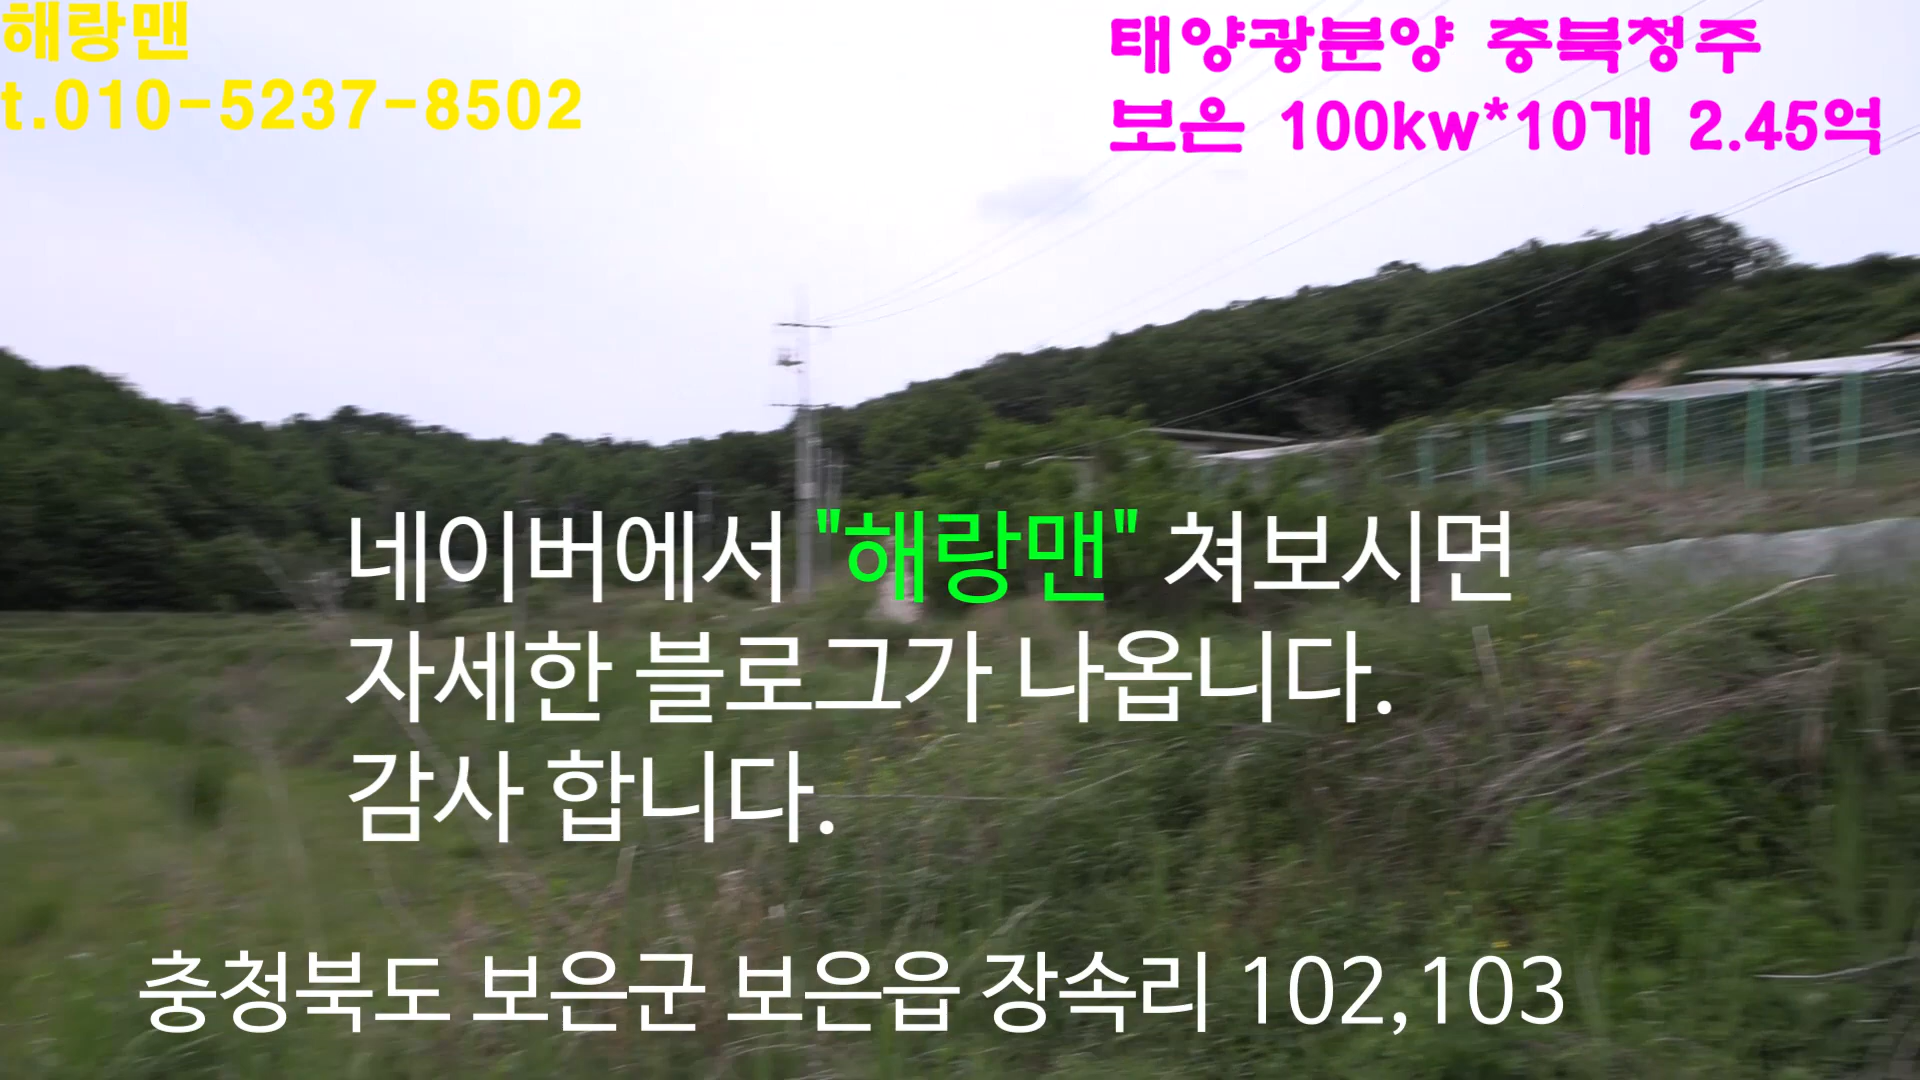 해랑맨
t.010-5237-8502
태양광분양 충북청주
보은 100kw*10개 2.45억
네이버에서 "해랑맨" 쳐보시면
자세한 블로그가 나옵니다.
감사 합니다.
충청북도 보은군 보은읍 장속리 102,103